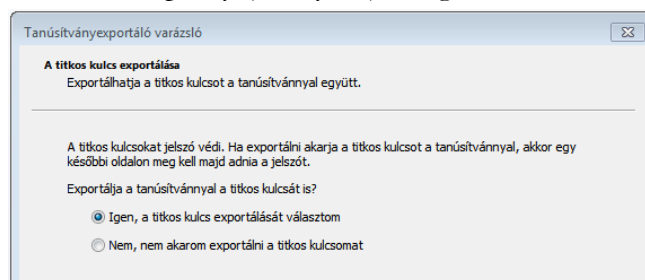 Tanúsítványexportáló varázsló
A titkos kulcs exportálása
Exportálhatja a titkos kulcsot a tanúsítvánnyal együtt.
A titkos kulcsokat jelszó védi. Ha exportálni akarja a titkos kulcsot a tanúsítvánnyal, akkor egy
későbbi oldalon meg kell majd adnia a jelszót.
Exportálja a tanúsítvánnyal a titkos kulcsát is?
Igen, a titkos kulcs exportálását választom
Nem, nem akarom exportálni a titkos kulcsomat